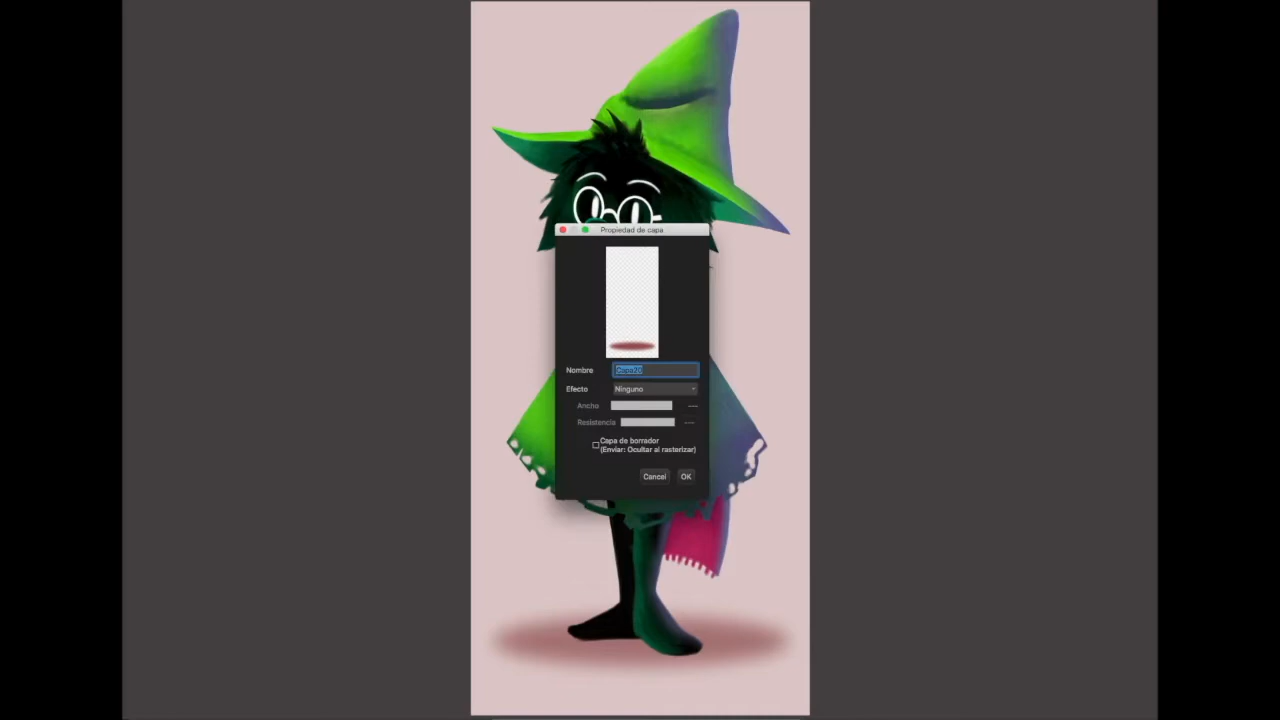 Propiedad de capa
Nombre
Efecto Ninguno
Ancho
Resistencia
Capa de borrador
(Enviar: Ocultar al rasterizar)
Cancel OK